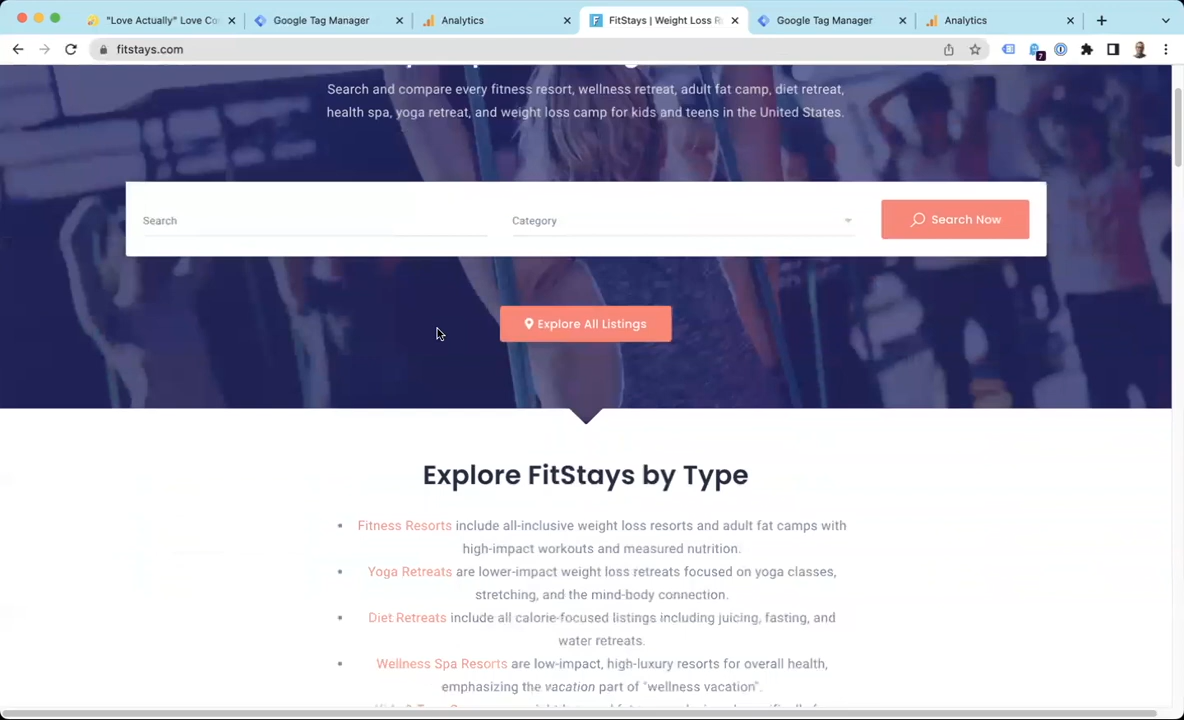 "Love Actually" Love Co
Google Tag Manager
Analytics
FitStays | Weight Loss R
Google Tag Manager
Analytics
fitstays.com
7
Search and compare every fitness resort, wellness retreat, adult fat camp, diet retreat,
health spa, yoga retreat, and weight loss camp for kids and teens in the United States.
Search
Category
Search Now
Explore All Listings
Explore FitStays by Type
• Fitness Resorts include all-inclusive weight loss resorts and adult fat camps with
high-impact workouts and measured nutrition.
• Yoga Retreats are lower-impact weight loss retreats focused on yoga classes,
stretching, and the mind-body connection.
• Diet Retreats include all calorie-focused listings including juicing, fasting, and
water retreats.
• Wellness Spa Resorts are low-impact, high-luxury resorts for overall health,
emphasizing the vacation part of "wellness vacation".